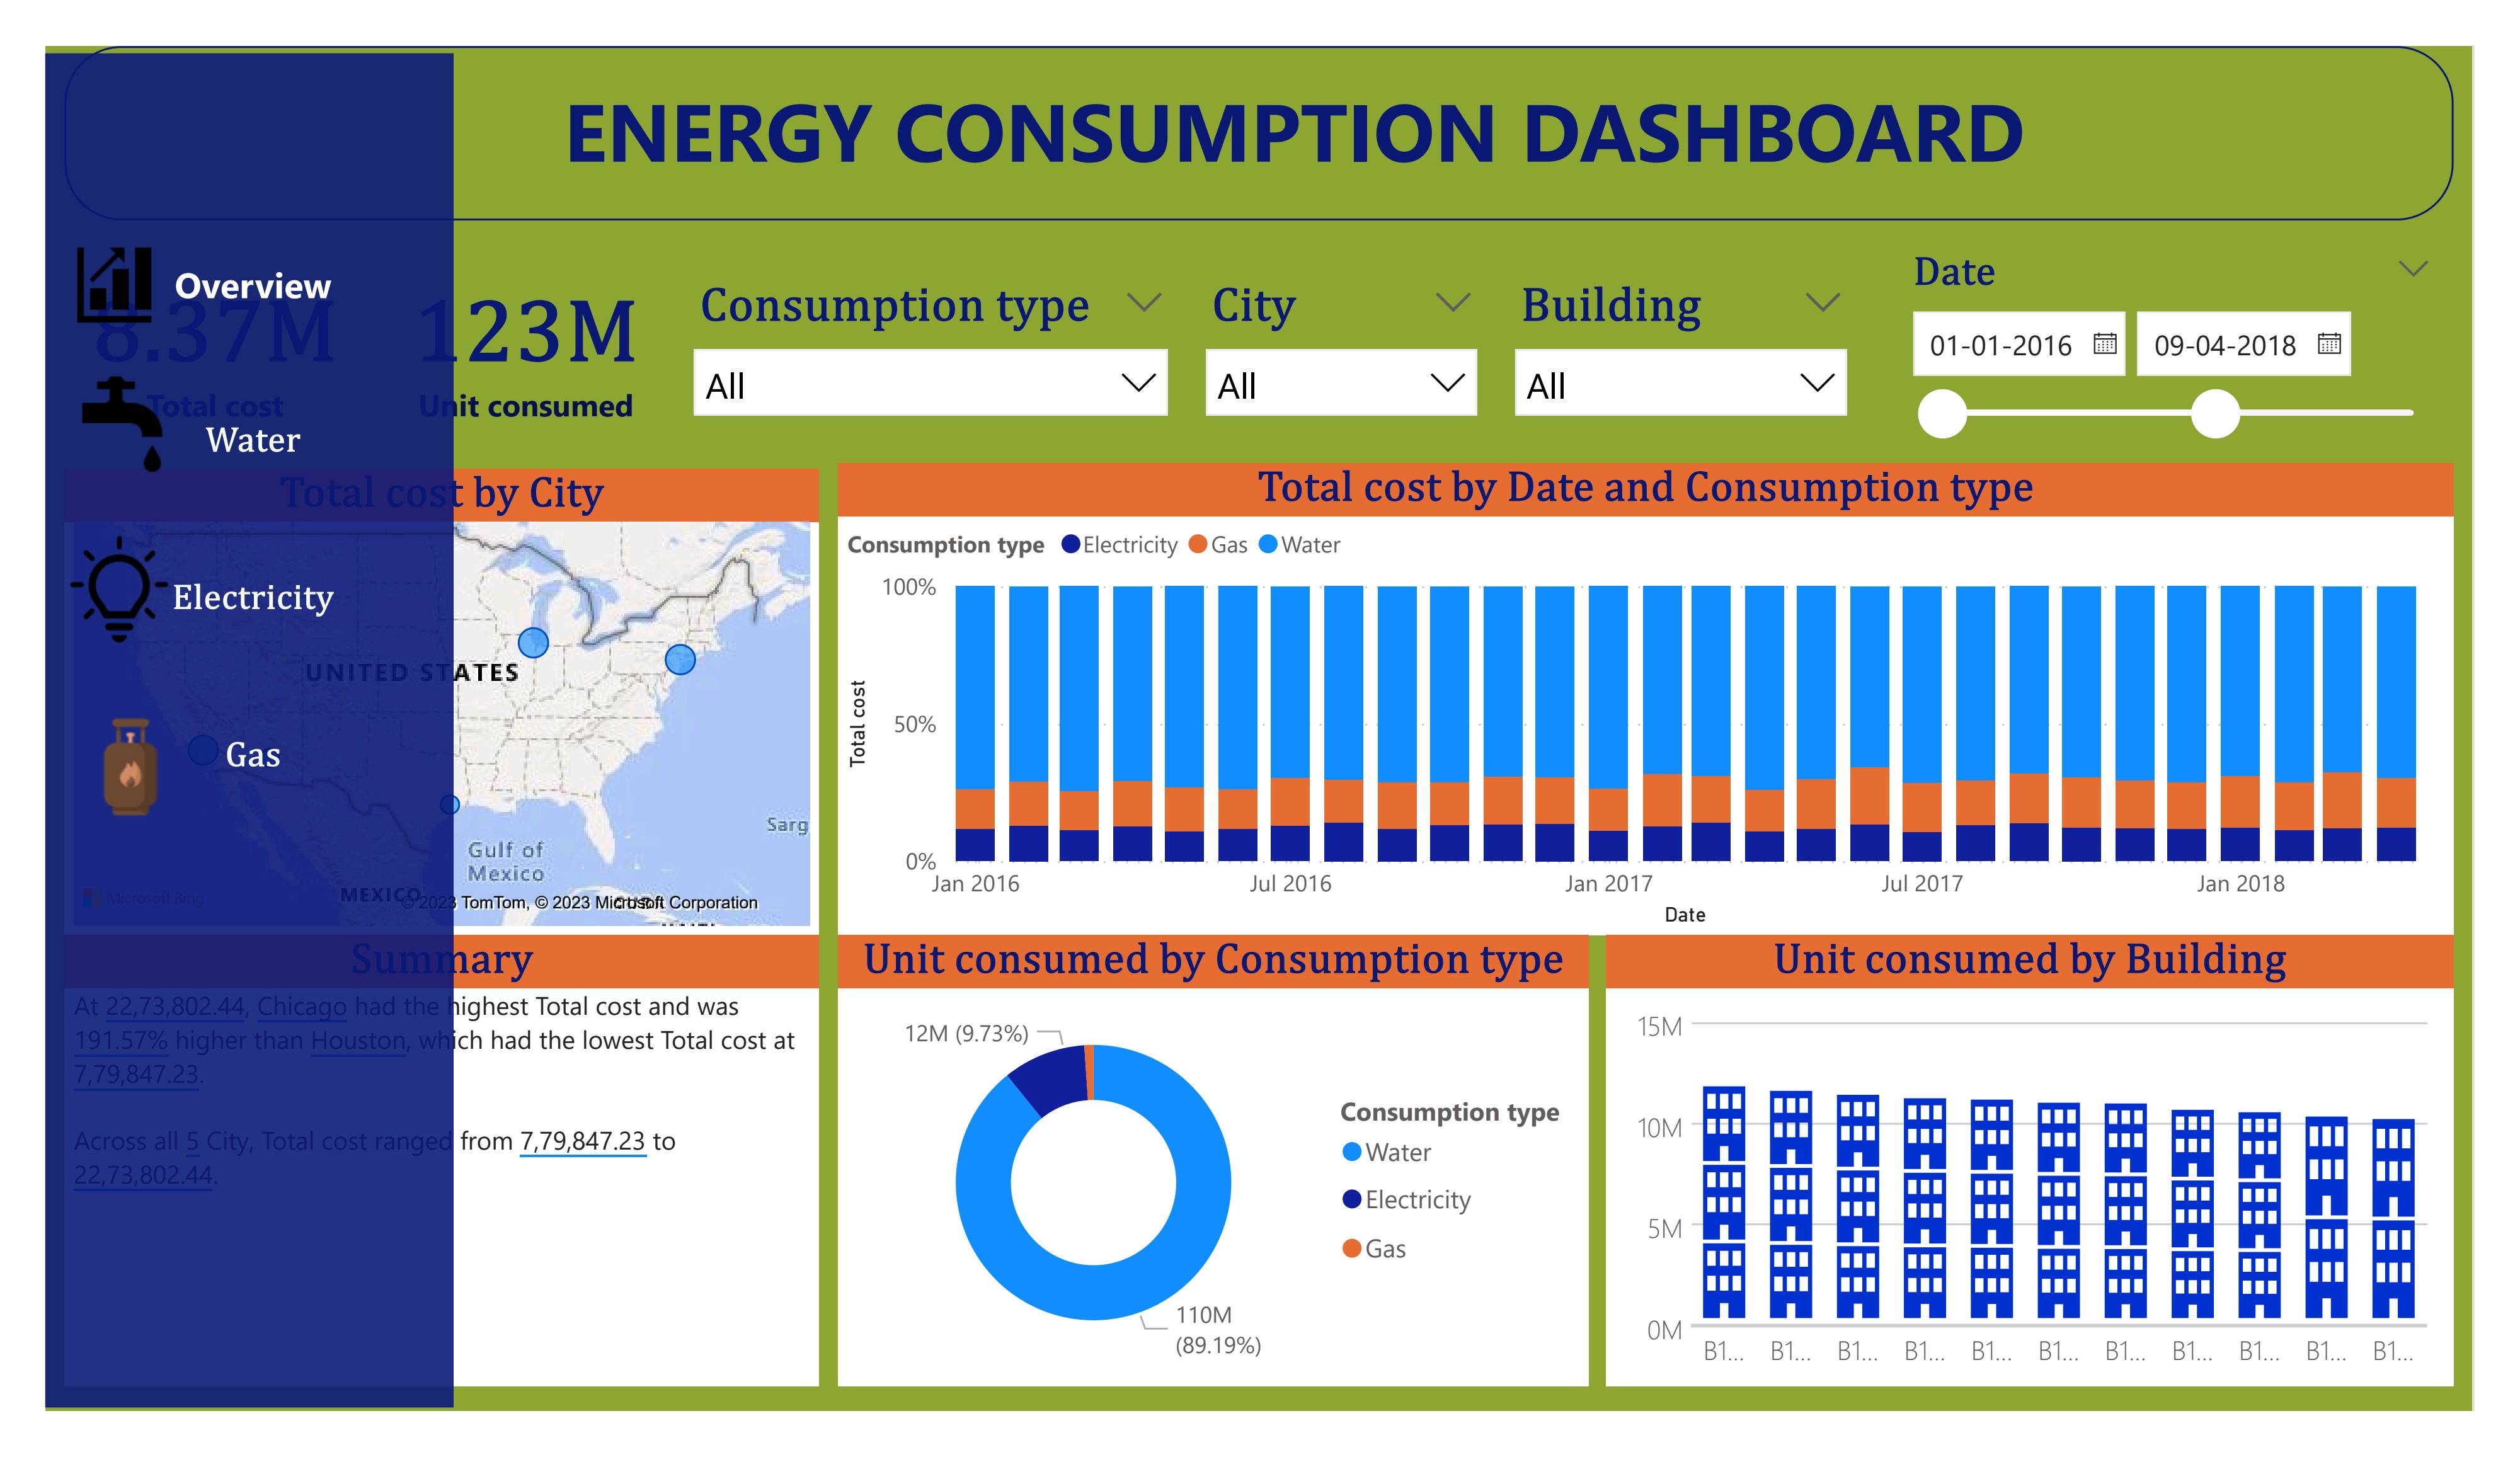 ENERGY CONSUMPTION DASHBOARD
Overview
8.37M
Total cost
123M
Unit consumed
Water
Electricity
Gas
Consumption type
All
City
All
Building
All
Date
01-01-2016
09-04-2018
Total cost by City
UNITED STATES
Gulf of
Mexico
Sarg
MEXICO
Microsoft Bing
© 2023 TomTom, © 2023 Microsoft Corporation
Total cost by Date and Consumption type
Consumption type Electricity Gas Water
Total cost
100%
50%
0%
Jan 2016 Jul 2016 Jan 2017 Jul 2017 Jan 2018
Date
Summary
At 22,73,802.44, Chicago had the highest Total cost and was
191.57% higher than Houston, which had the lowest Total cost at
7,79,847.23.
Across all 5 City, Total cost ranged from 7,79,847.23 to
22,73,802.44.
Unit consumed by Consumption type
12M (9.73%)
110M
(89.19%)
Consumption type
Water
Electricity
Gas
Unit consumed by Building
15M
10M
5M
0M
B1... B1... B1... B1... B1... B1... B1... B1... B1... B1... B1...